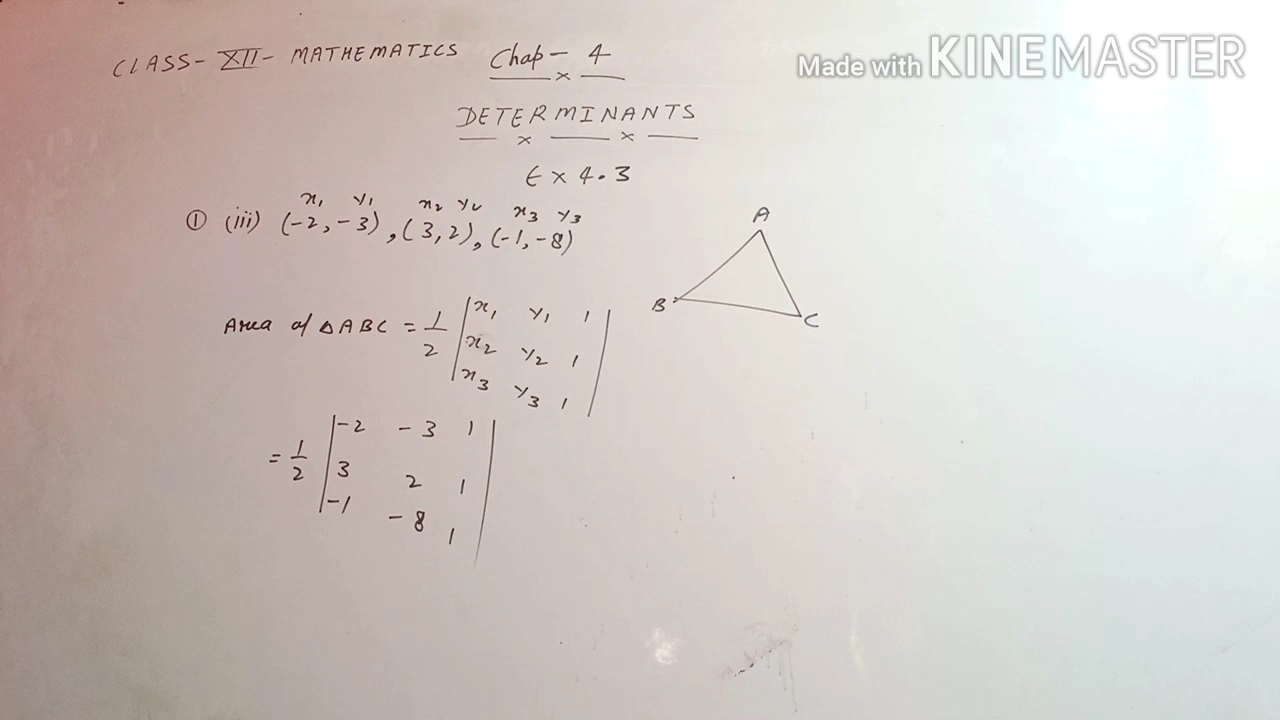 CLASS-XII-MATHEMATICS Chap-4
Made with KINEMASTER
DETERMINANTS
Ex 4.3
x₁ y₁ x₂ y₂ x₃ y₃
① (iii) (-2, -3), (3, 2), (-1, -8)
A
B
C
Area of △ABC = 1/2 | x₁ y₁ 1 |
x₂ y₂ 1
x₃ y₃ 1
= 1/2 | -2 -3 1 |
3 2 1
-1 -8 1